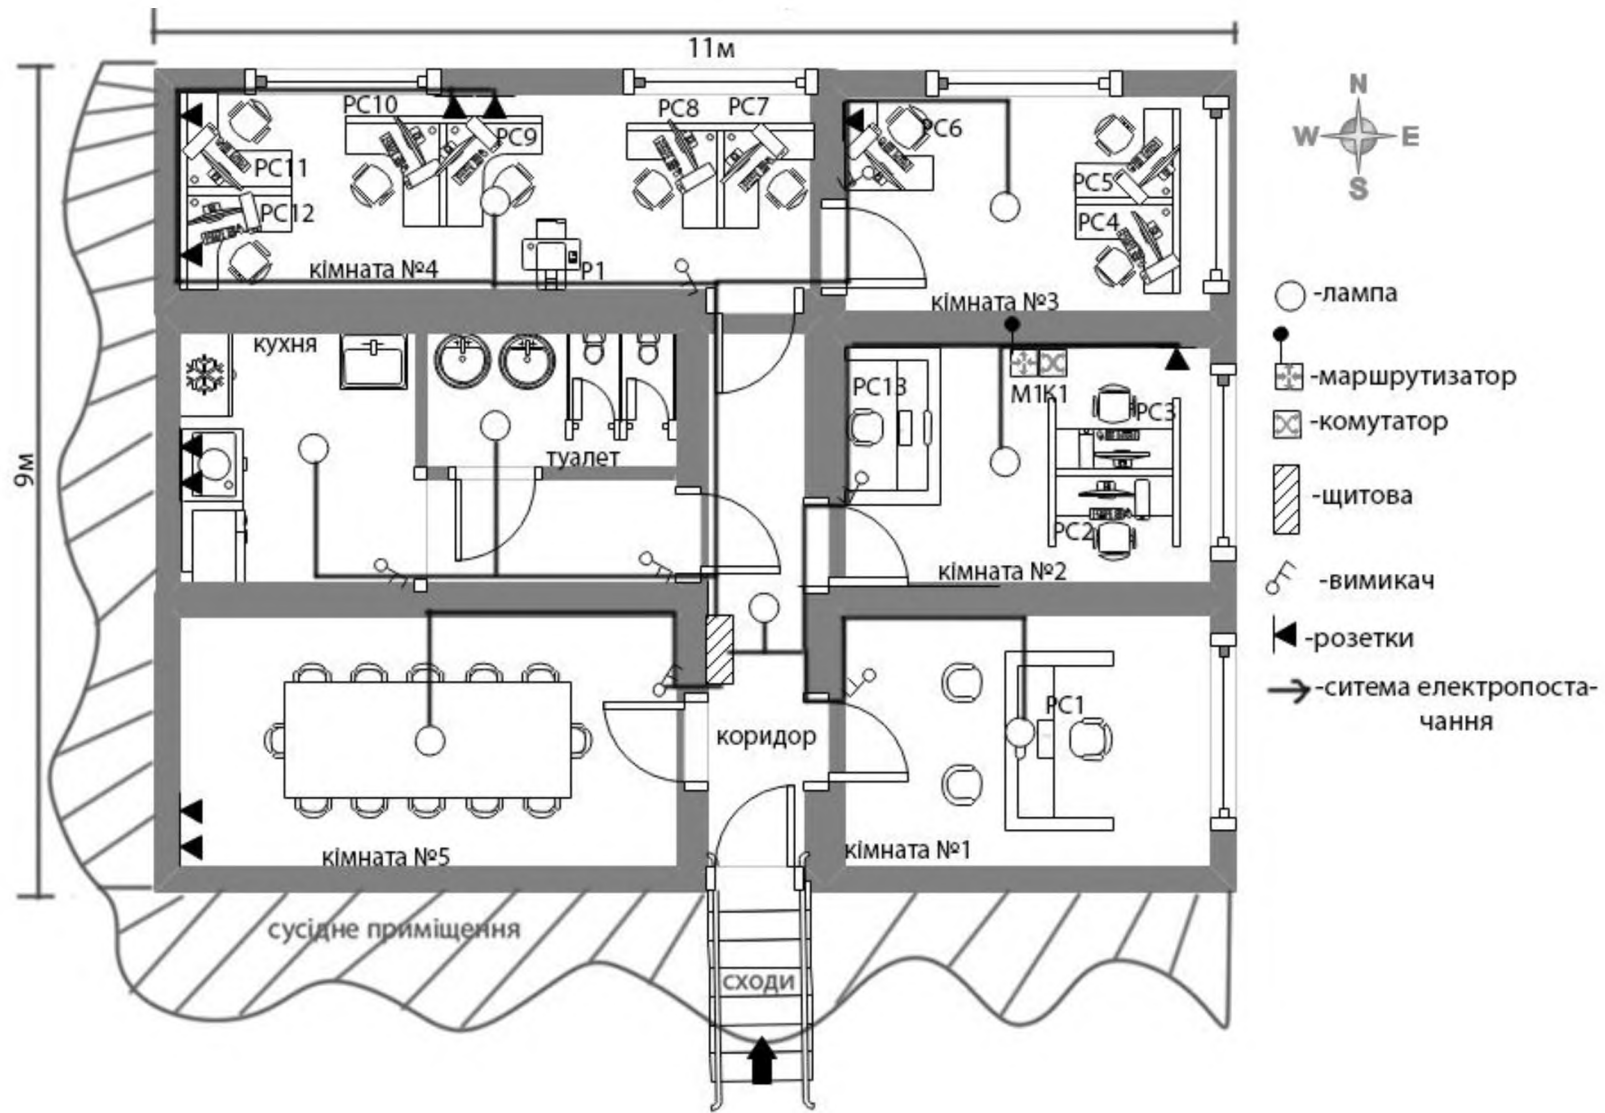 11м
9м
PC10
PC9
PC8
PC7
PC6
PC11
PC12
PC5
PC4
P1
кімната №4
кімната №3
N
W
E
S
кухня
туалет
PC13
М1К1
PC3
PC2
кімната №2
коридор
PC1
кімната №5
кімната №1
сусідне приміщення
сходи
-лампа
-маршрутизатор
-комутатор
-щитова
-вимикач
-розетки
-ситема електропоста-
чання